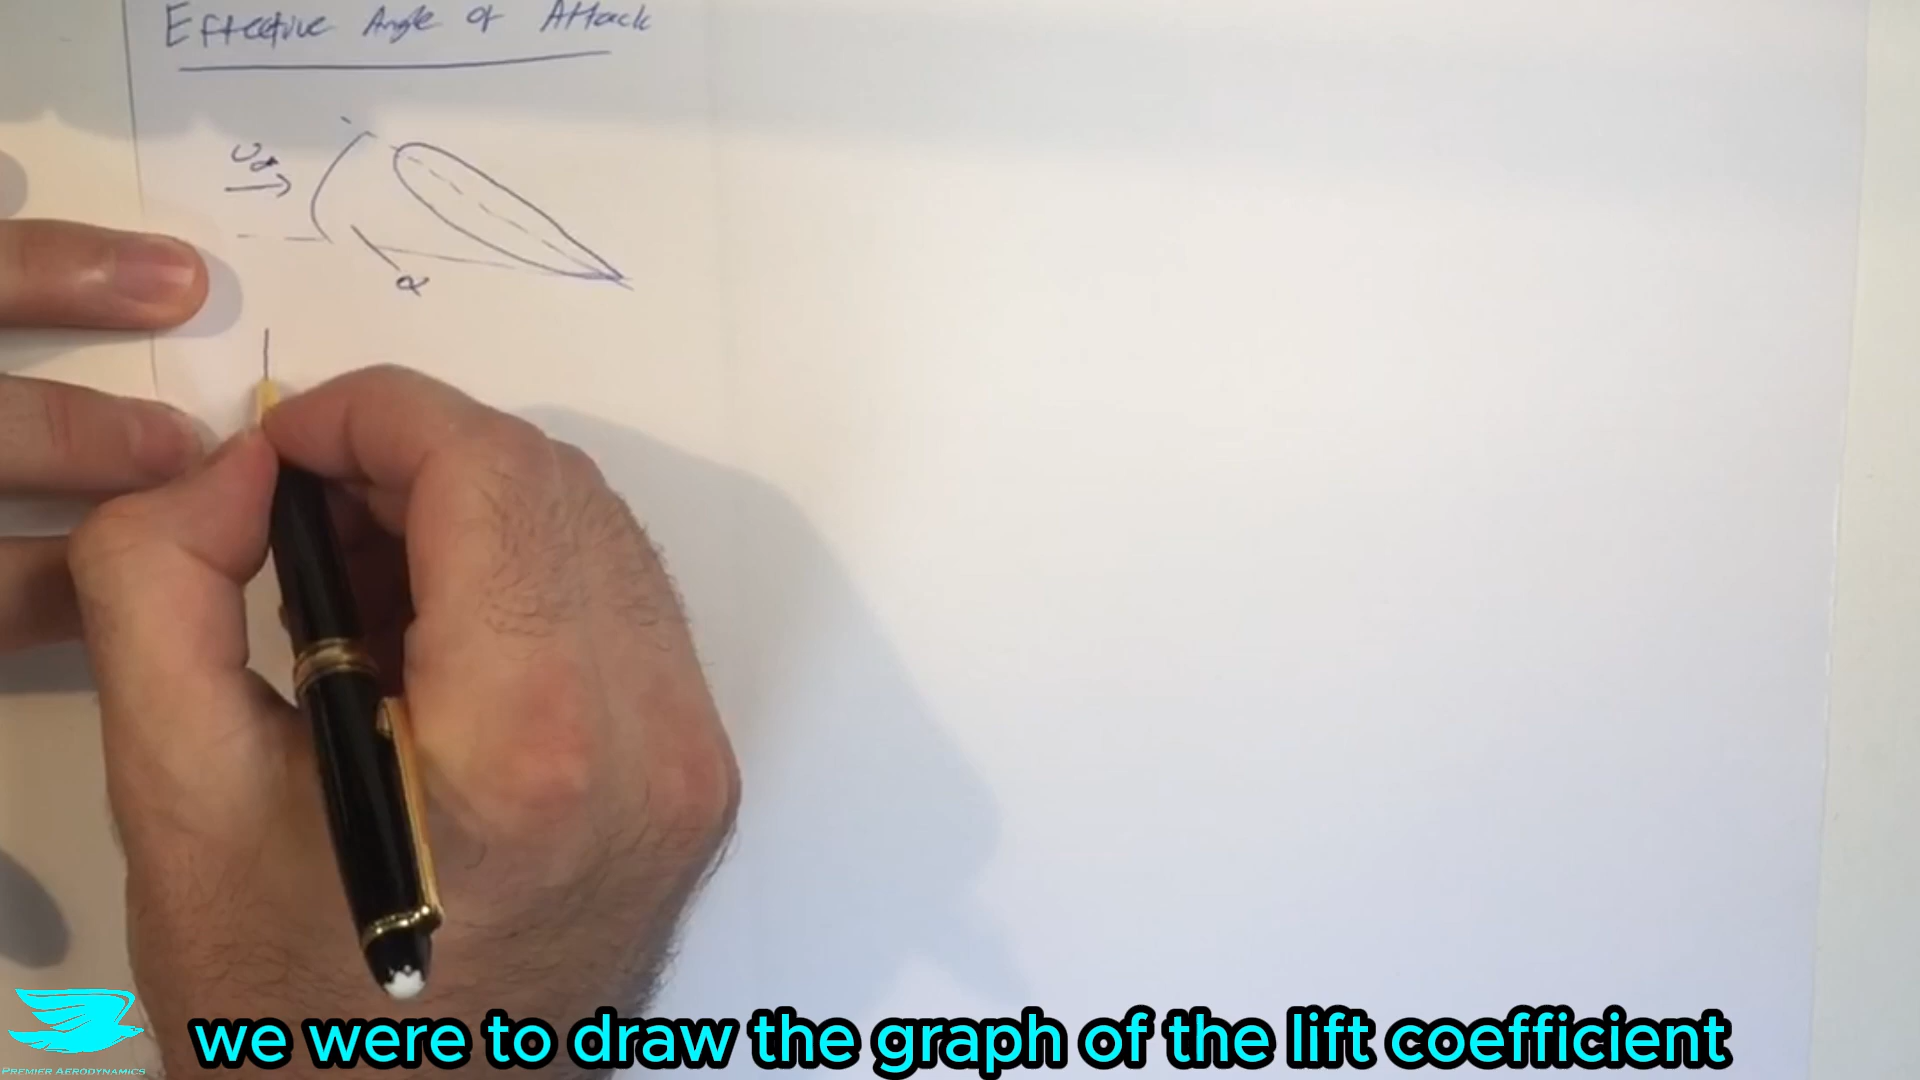 Effective Angle of Attack
U∞
α
we were to draw the graph of the lift coefficient
PREMIER AERODYNAMICS